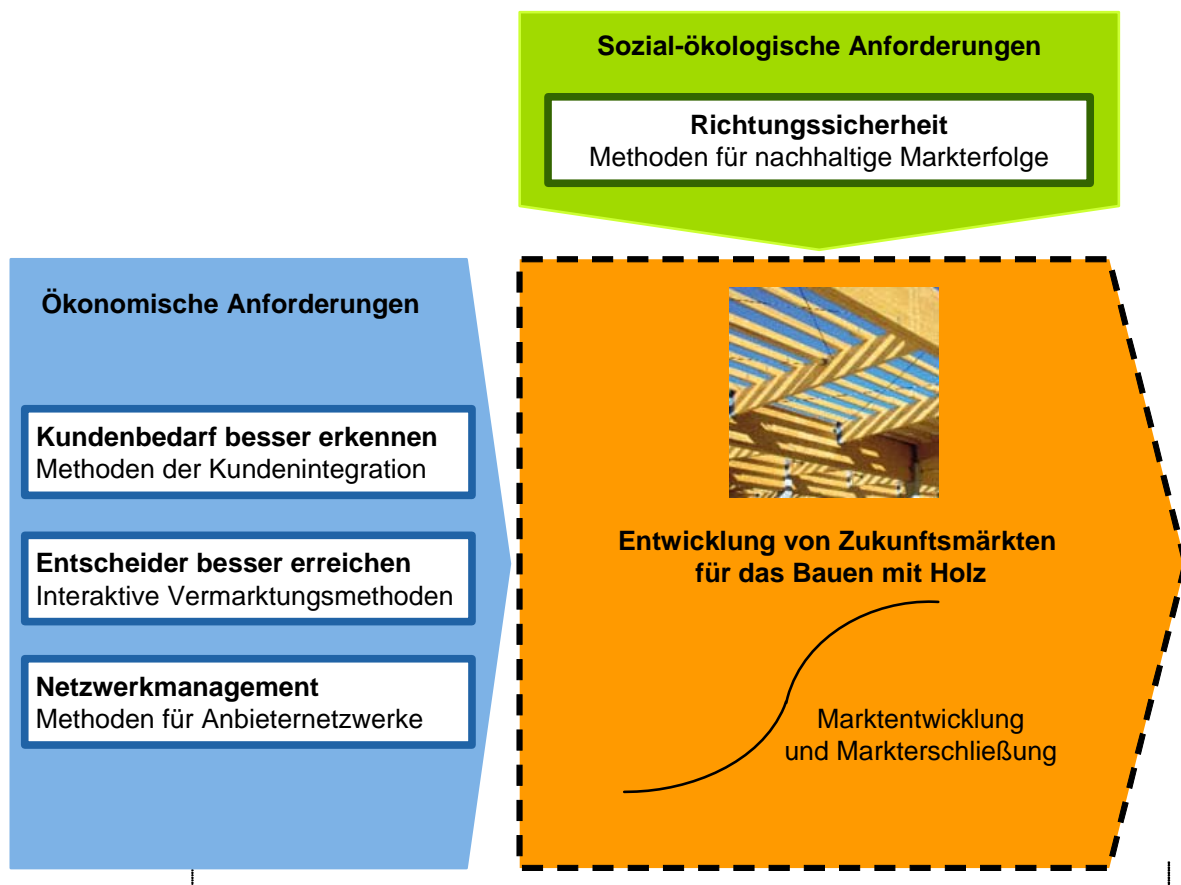 Sozial-ökologische Anforderungen
Richtungssicherheit
Methoden für nachhaltige Markterfolge
Ökonomische Anforderungen
Kundenbedarf besser erkennen
Methoden der Kundenintegration
Entscheider besser erreichen
Interaktive Vermarktungsmethoden
Netzwerkmanagement
Methoden für Anbieternetzwerke
Entwicklung von Zukunftsmärkten
für das Bauen mit Holz
Marktentwicklung
und Markterschließung